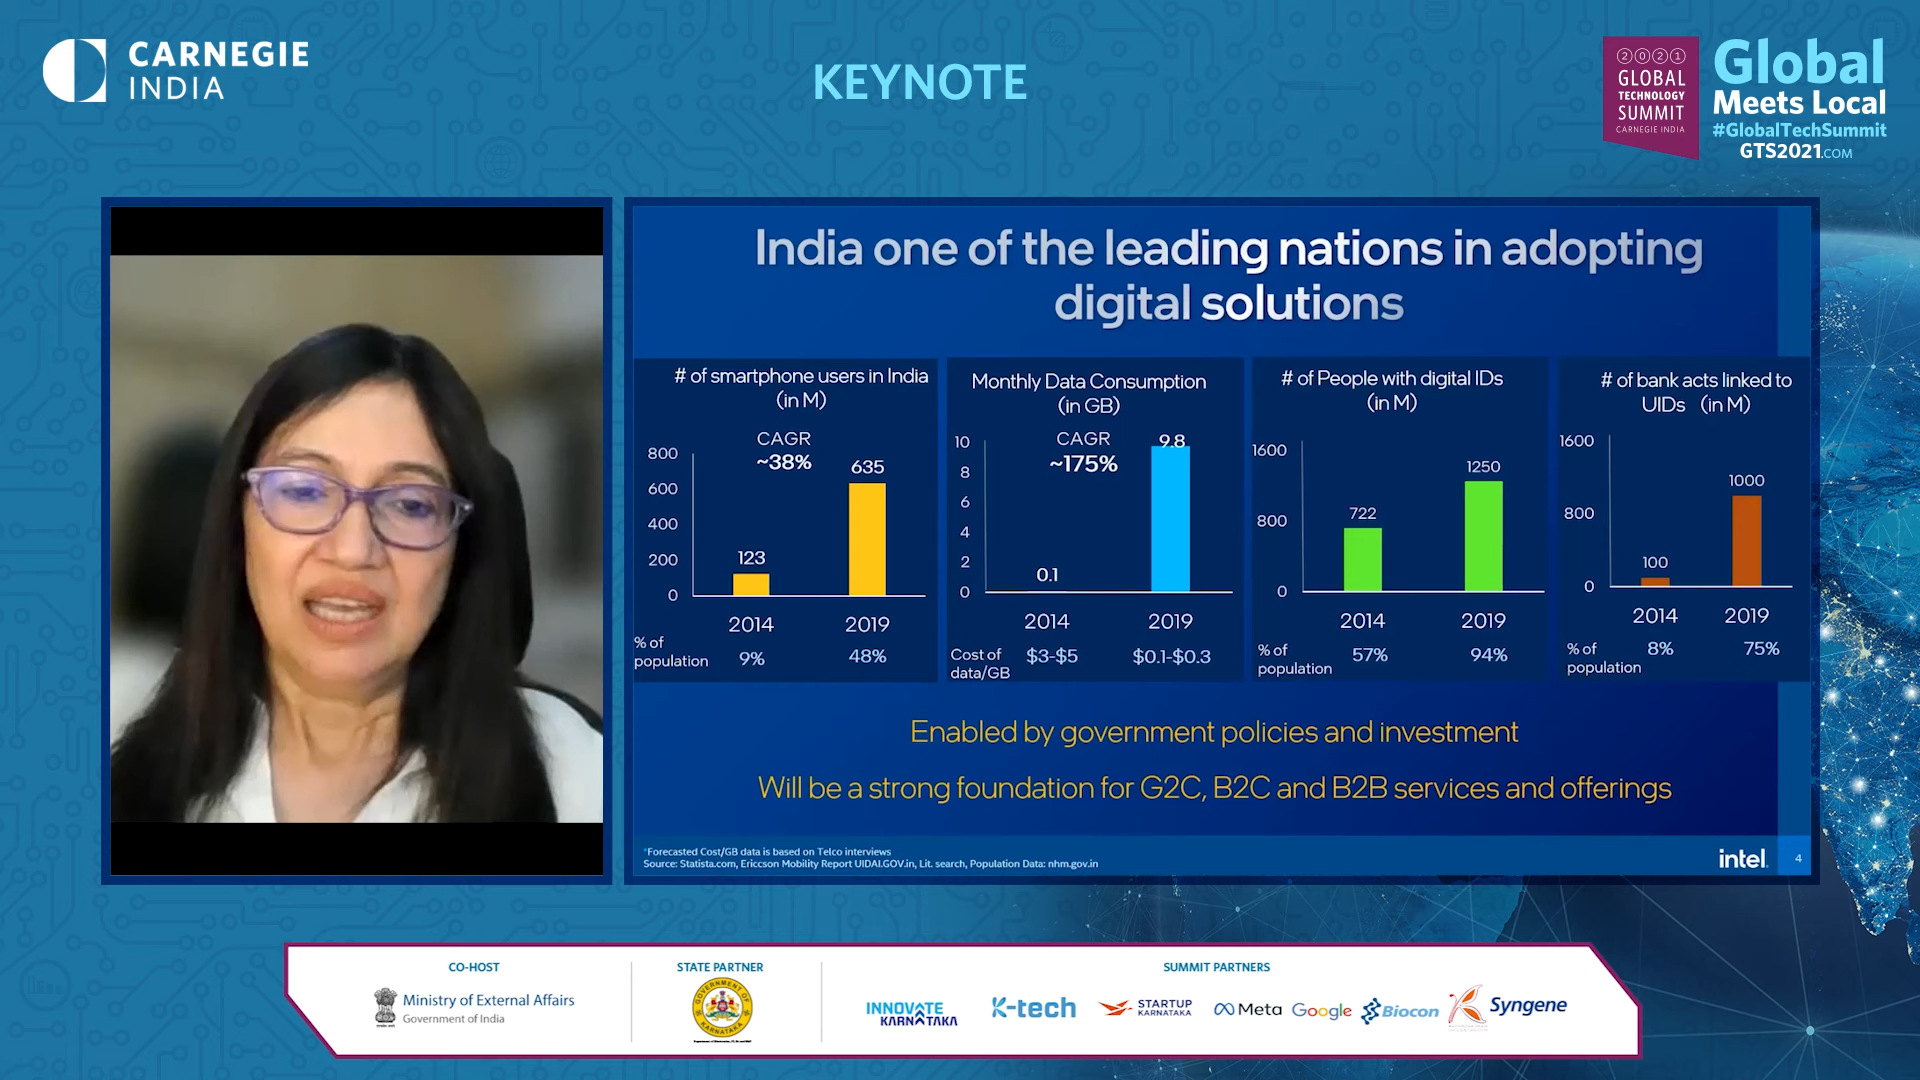 CARNEGIE
INDIA
KEYNOTE
2021
GLOBAL
TECHNOLOGY
SUMMIT
CARNEGIE INDIA
Global
Meets Local
#GlobalTechSummit
GTS2021.COM
India one of the leading nations in adopting
digital solutions
# of smartphone users in India
(in M)
CAGR
~38%
800
600
400
200
0
123
635
2014
2019
% of
population
9%
48%
Monthly Data Consumption
(in GB)
CAGR
~175%
10
8
6
4
2
0
0.1
9.8
2014
2019
Cost of
data/GB
$3-$5
$0.1-$0.3
# of People with digital IDs
(in M)
1600
800
0
722
1250
2014
2019
% of
population
57%
94%
# of bank acts linked to
UIDs (in M)
1600
800
0
100
1000
2014
2019
% of
population
8%
75%
Enabled by government policies and investment
Will be a strong foundation for G2C, B2C and B2B services and offerings
*Forecasted Cost/GB data is based on Telco interviews
Source: Statista.com, Ericcson Mobility Report UIDAI.GOV.in, Lit. search, Population Data: nhm.gov.in
intel.
4
CO-HOST
Ministry of External Affairs
Government of India
STATE PARTNER
GOVERNMENT OF
KARNATAKA
SUMMIT PARTNERS
INNOVATE
KARNATAKA
K-tech
STARTUP
KARNATAKA
Meta
Google
Biocon
Syngene